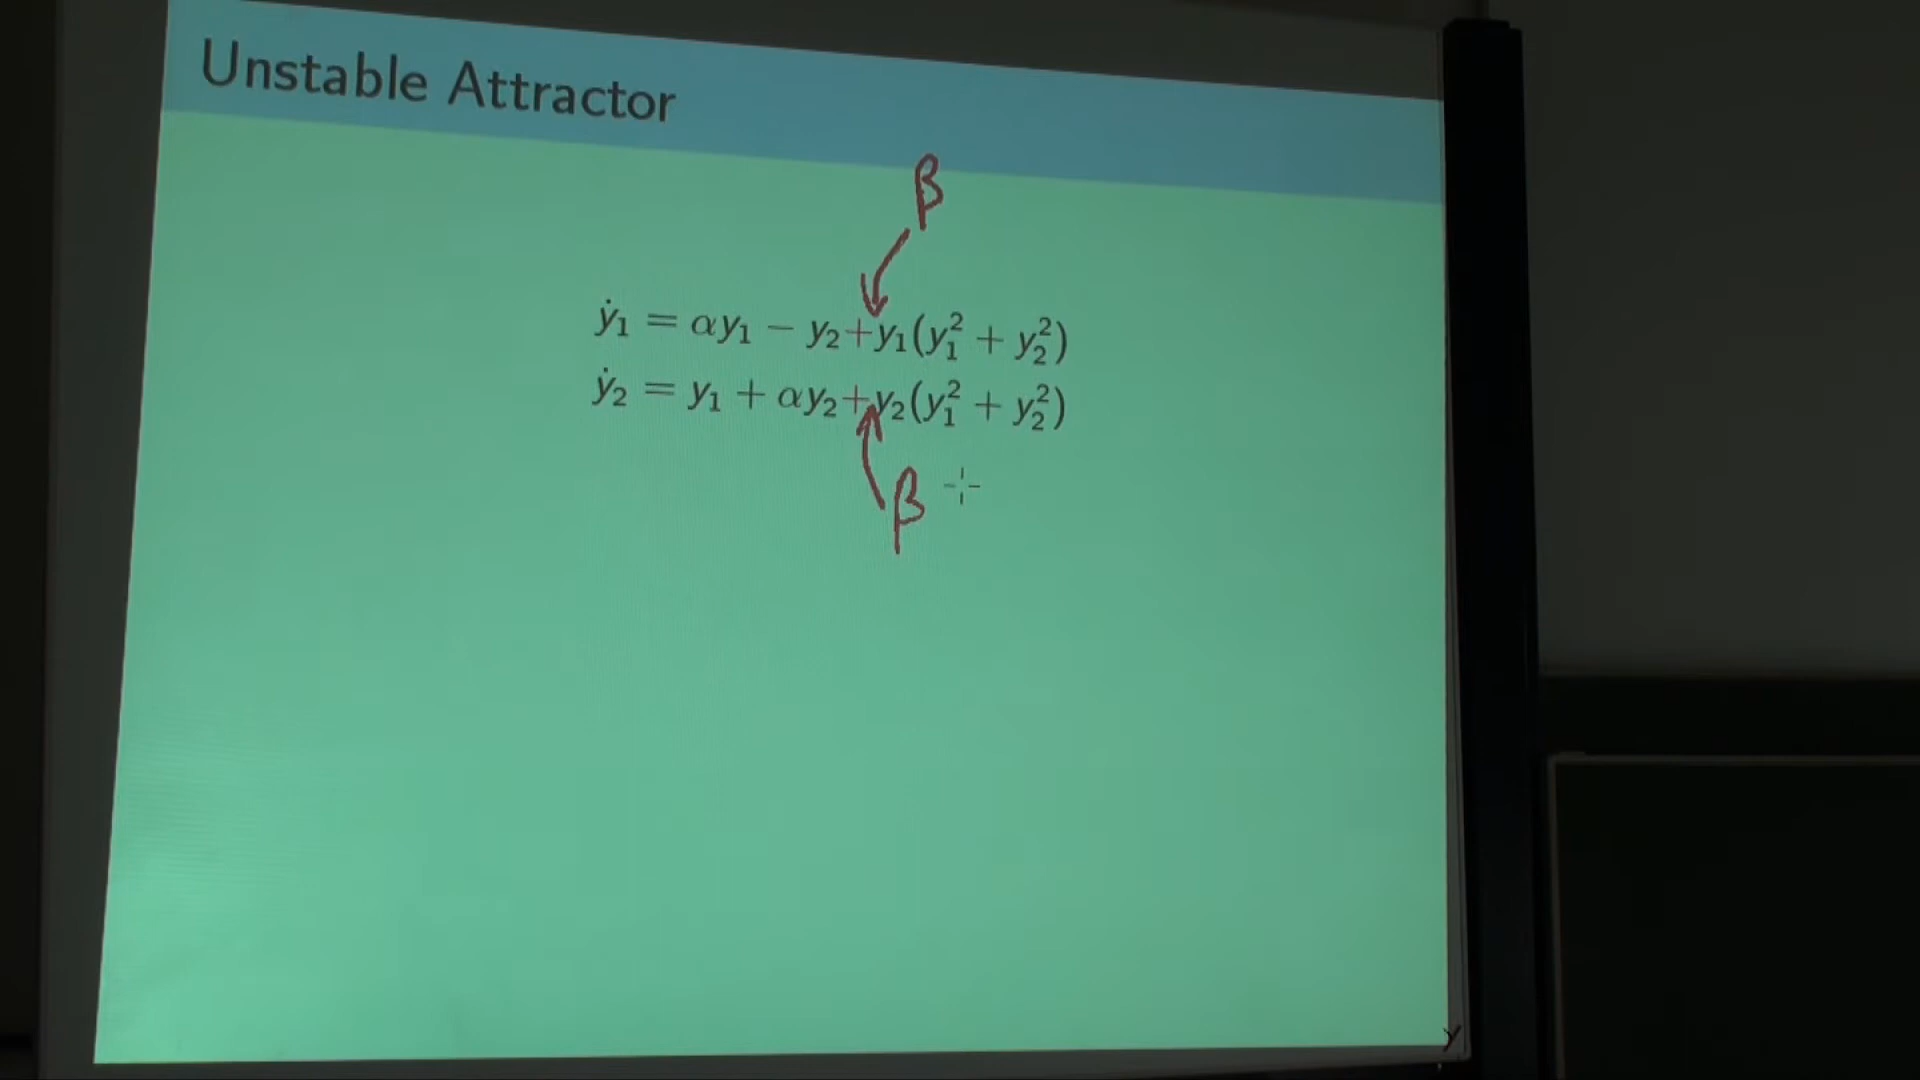 Unstable Attractor
β
ẏ₁ = αy₁ − y₂+y₁(y₁² + y₂²)
ẏ₂ = y₁ + αy₂+y₂(y₁² + y₂²)
β
y